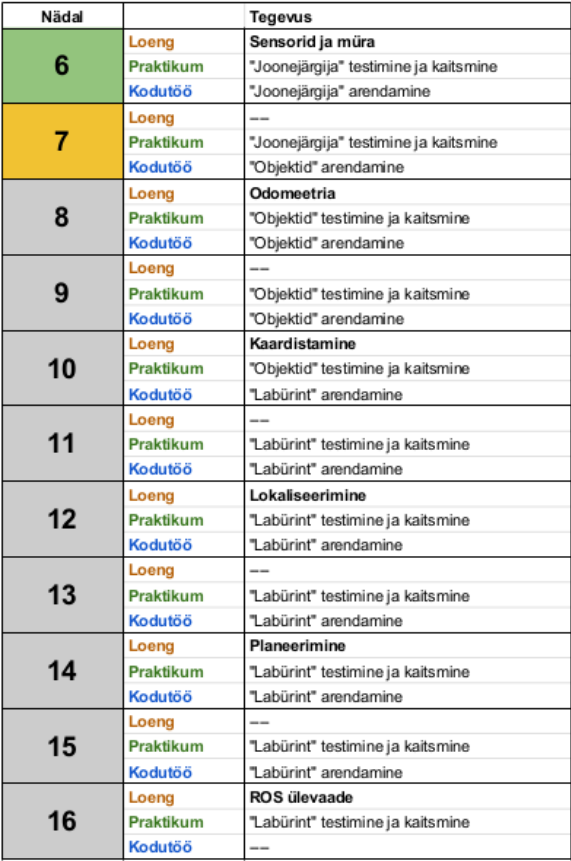 Nädal Tegevus
6
Loeng Sensorid ja müra
Praktikum "Joonejärgija" testimine ja kaitsmine
Kodutöö "Joonejärgija" arendamine
7
Loeng ––
Praktikum "Joonejärgija" testimine ja kaitsmine
Kodutöö "Objektid" arendamine
8
Loeng Odomeetria
Praktikum "Objektid" testimine ja kaitsmine
Kodutöö "Objektid" arendamine
9
Loeng ––
Praktikum "Objektid" testimine ja kaitsmine
Kodutöö "Objektid" arendamine
10
Loeng Kaardistamine
Praktikum "Objektid" testimine ja kaitsmine
Kodutöö "Labürint" arendamine
11
Loeng ––
Praktikum "Labürint" testimine ja kaitsmine
Kodutöö "Labürint" arendamine
12
Loeng Lokaliseerimine
Praktikum "Labürint" testimine ja kaitsmine
Kodutöö "Labürint" arendamine
13
Loeng ––
Praktikum "Labürint" testimine ja kaitsmine
Kodutöö "Labürint" arendamine
14
Loeng Planeerimine
Praktikum "Labürint" testimine ja kaitsmine
Kodutöö "Labürint" arendamine
15
Loeng ––
Praktikum "Labürint" testimine ja kaitsmine
Kodutöö "Labürint" arendamine
16
Loeng ROS ülevaade
Praktikum "Labürint" testimine ja kaitsmine
Kodutöö ––